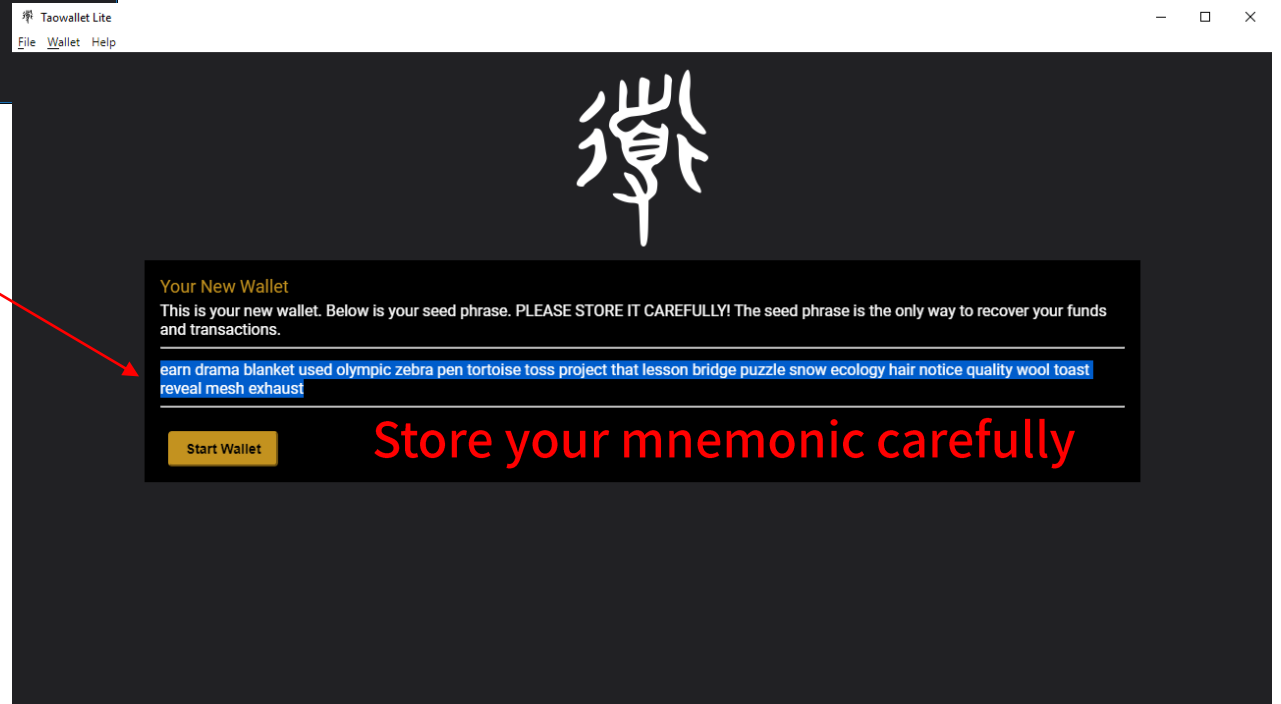 Taowallet Lite
File Wallet Help
Your New Wallet
This is your new wallet. Below is your seed phrase. PLEASE STORE IT CAREFULLY! The seed phrase is the only way to recover your funds
and transactions.
earn drama blanket used olympic zebra pen tortoise toss project that lesson bridge puzzle snow ecology hair notice quality wool toast
reveal mesh exhaust
Start Wallet
Store your mnemonic carefully